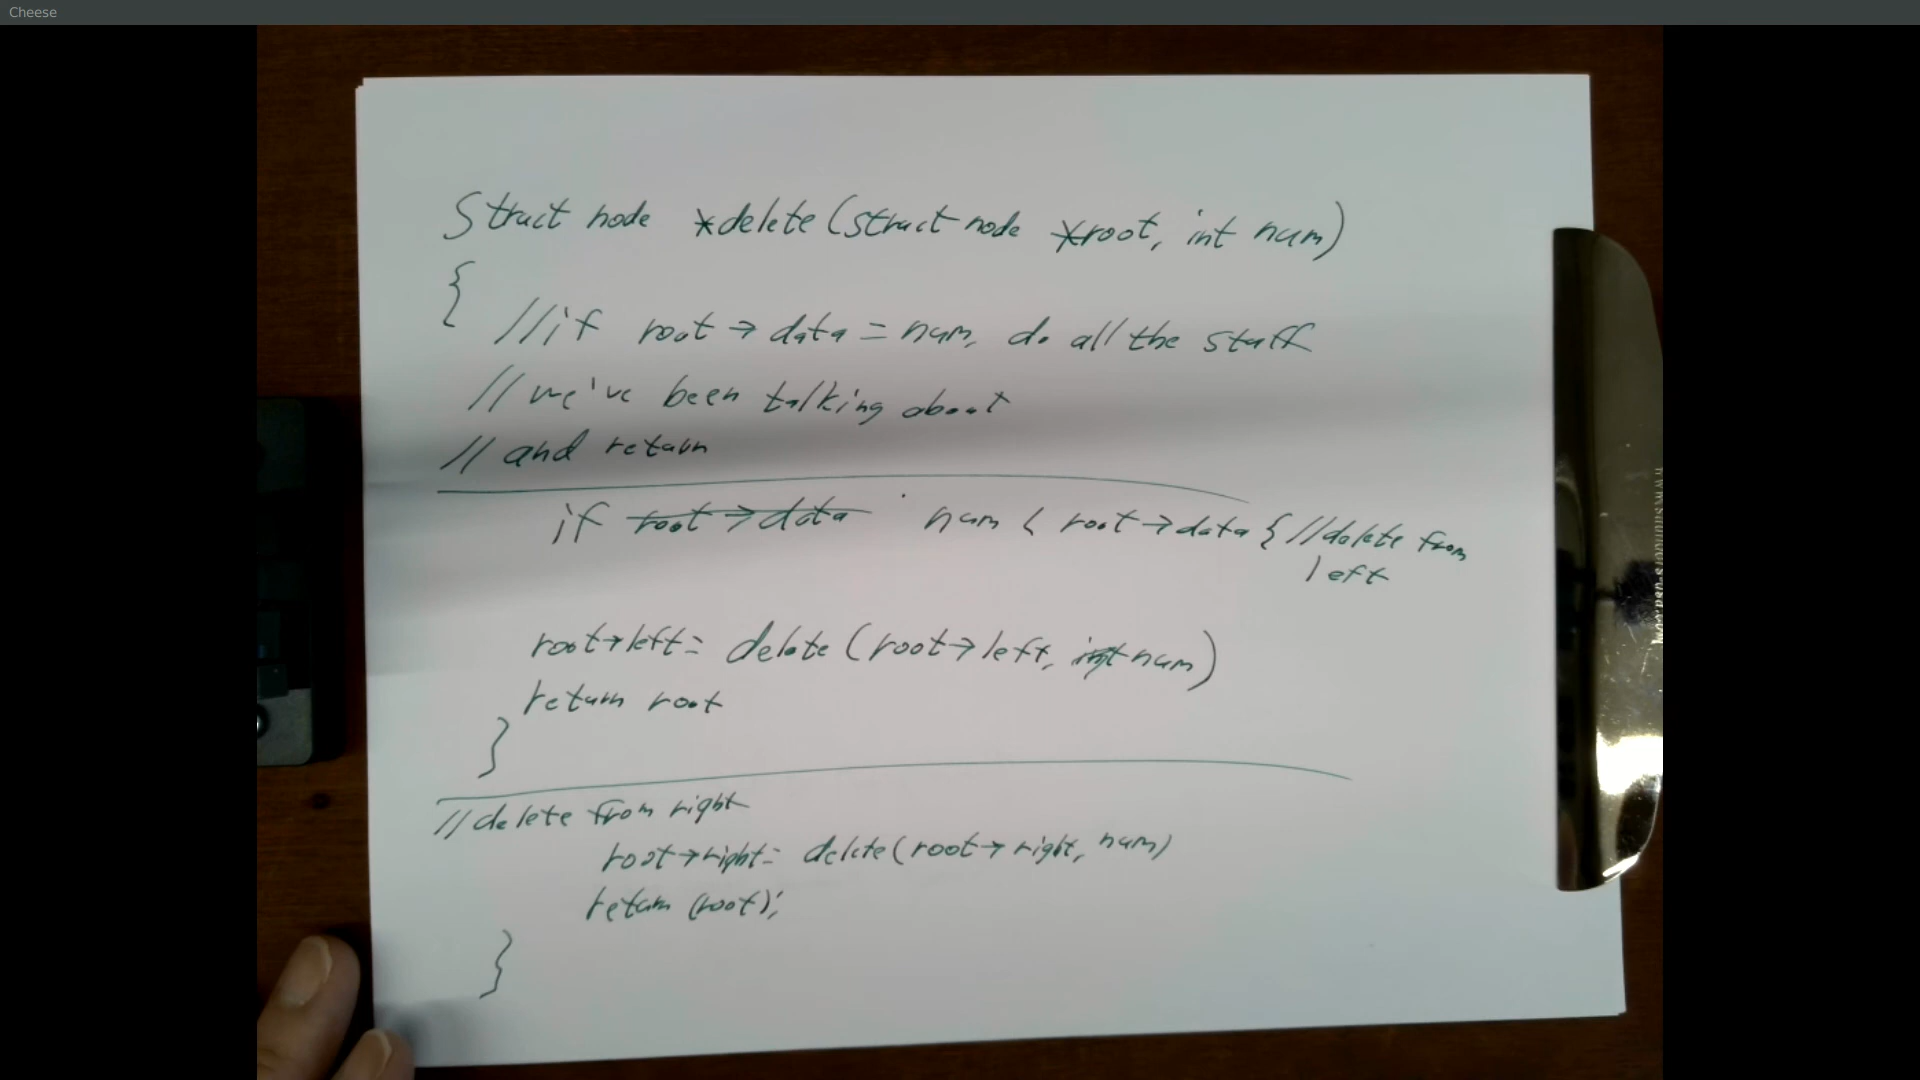 Cheese
Struct node *delete(struct node *root, int num)
{
//if root → data = num, do all the stuff
// we've been talking about
// and return
if root → data num < root → data { //delete from
left
root→left= delete (root→left, int num)
return root
}
//delete from right
root→right= delete(root→right, num)
return (root);
}